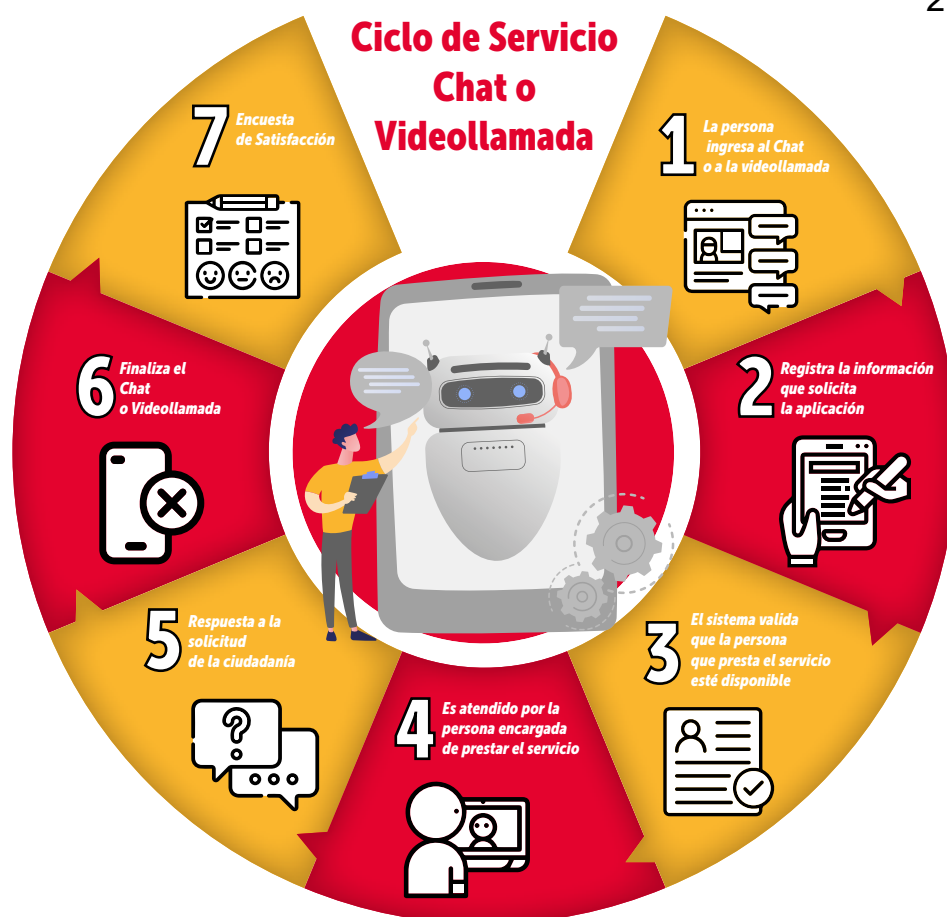 2
Ciclo de Servicio
Chat o
Videollamada
1
La persona
ingresa al Chat
o a la videollamada
2
Registra la información
que solicita
la aplicación
3
El sistema valida
que la persona
que presta el servicio
esté disponible
4
Es atendido por la
persona encargada
de prestar el servicio
5
Respuesta a la
solicitud
de la ciudadanía
6
Finaliza el
Chat
o Videollamada
7
Encuesta
de Satisfacción